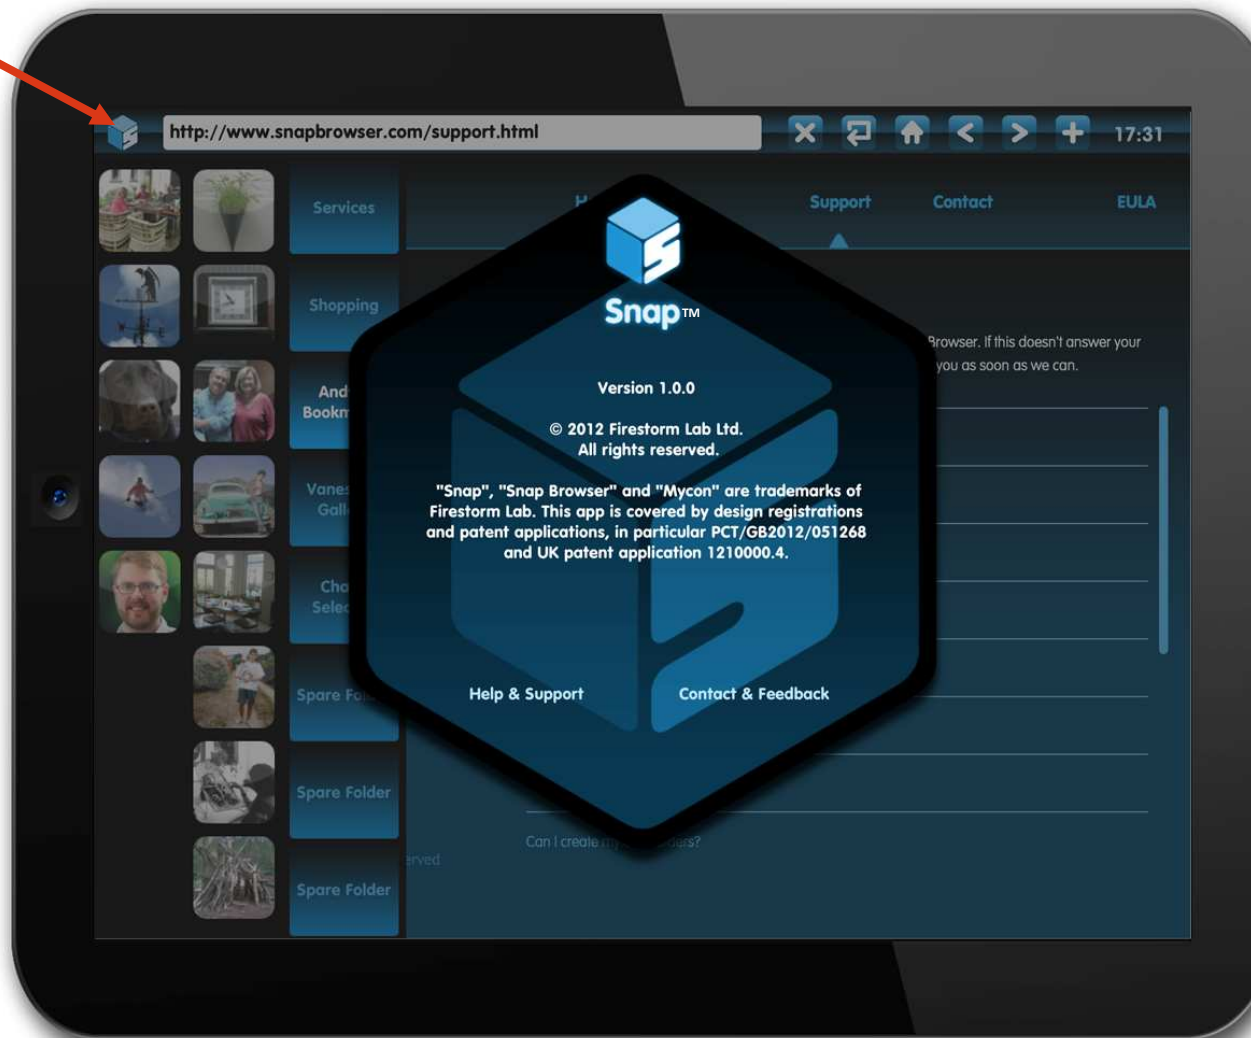 http://www.snapbrowser.com/support.html
17:31
Services
Support
Contact
EULA
Shopping
Snap™
Browser. If this doesn't answer your
you as soon as we can.
Version 1.0.0
© 2012 Firestorm Lab Ltd.
All rights reserved.
"Snap", "Snap Browser" and "Mycon" are trademarks of
Firestorm Lab. This app is covered by design registrations
and patent applications, in particular PCT/GB2012/051268
and UK patent application 1210000.4.
Help & Support
Contact & Feedback
Spare
Spare Folder
Can I create
Spare Folder